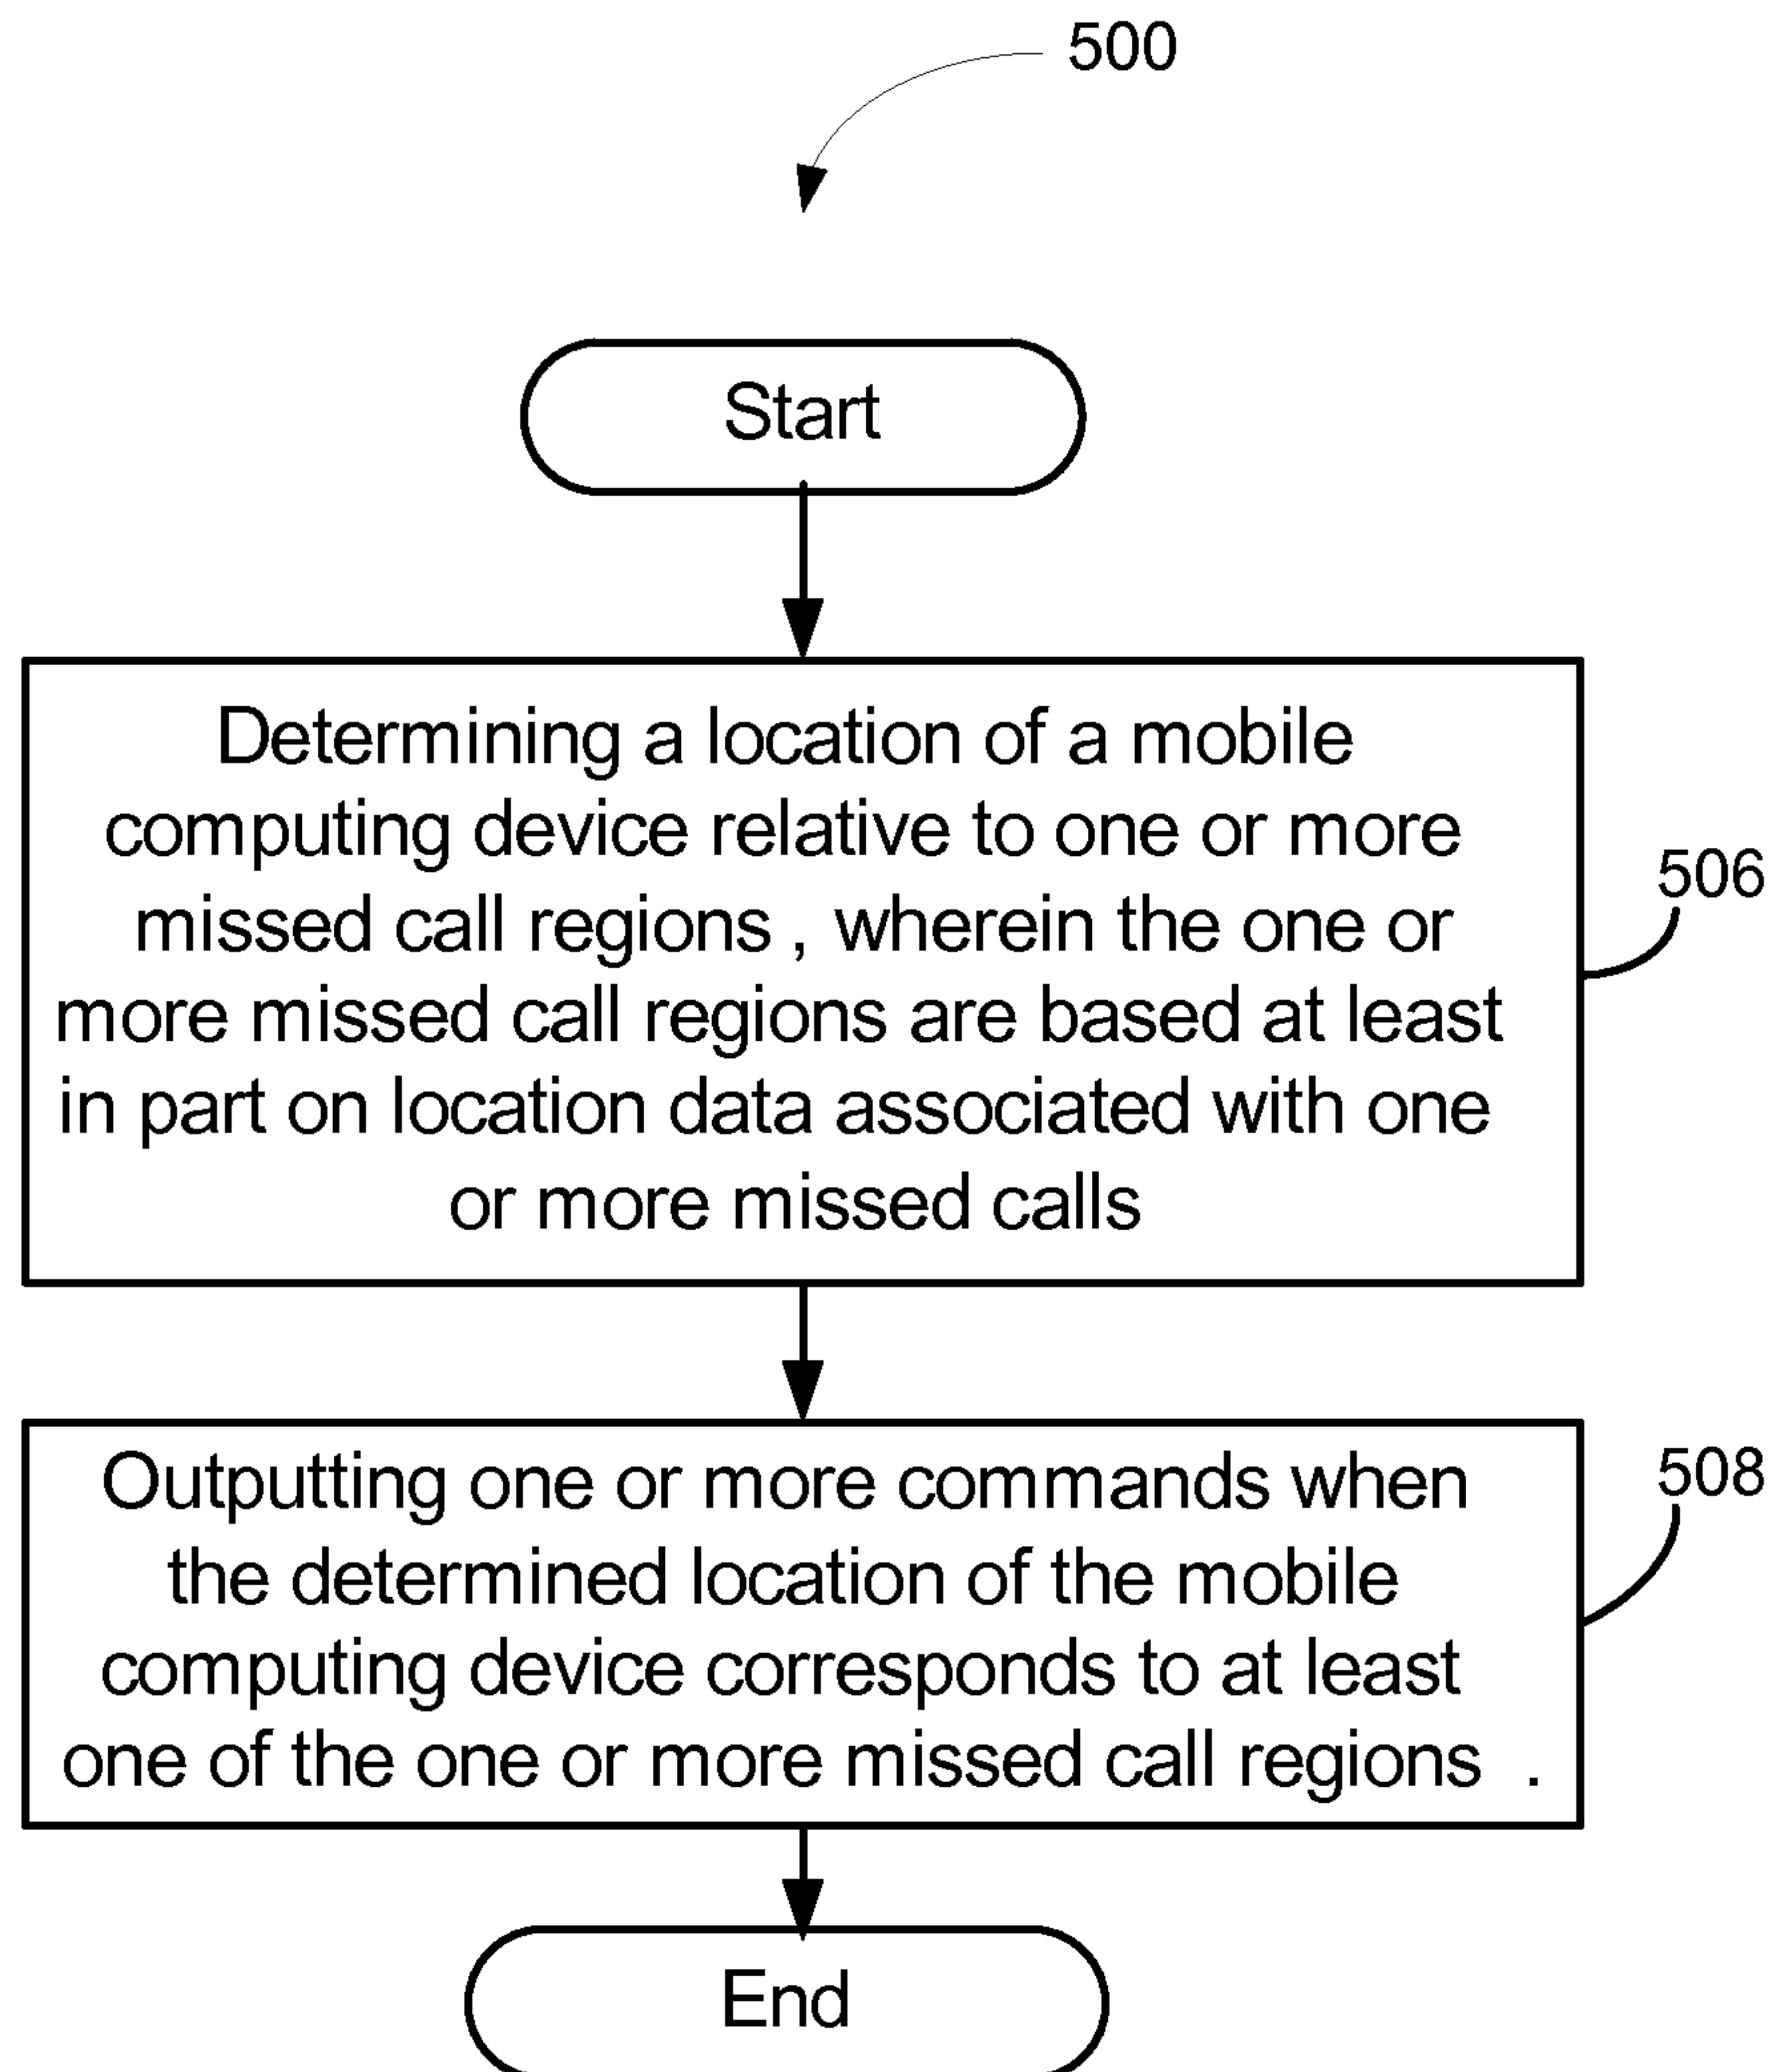 500
Start
Determining a location of a mobile
computing device relative to one or more
missed call regions , wherein the one or
more missed call regions are based at least
in part on location data associated with one
or more missed calls
506
Outputting one or more commands when
the determined location of the mobile
computing device corresponds to at least
one of the one or more missed call regions .
508
End